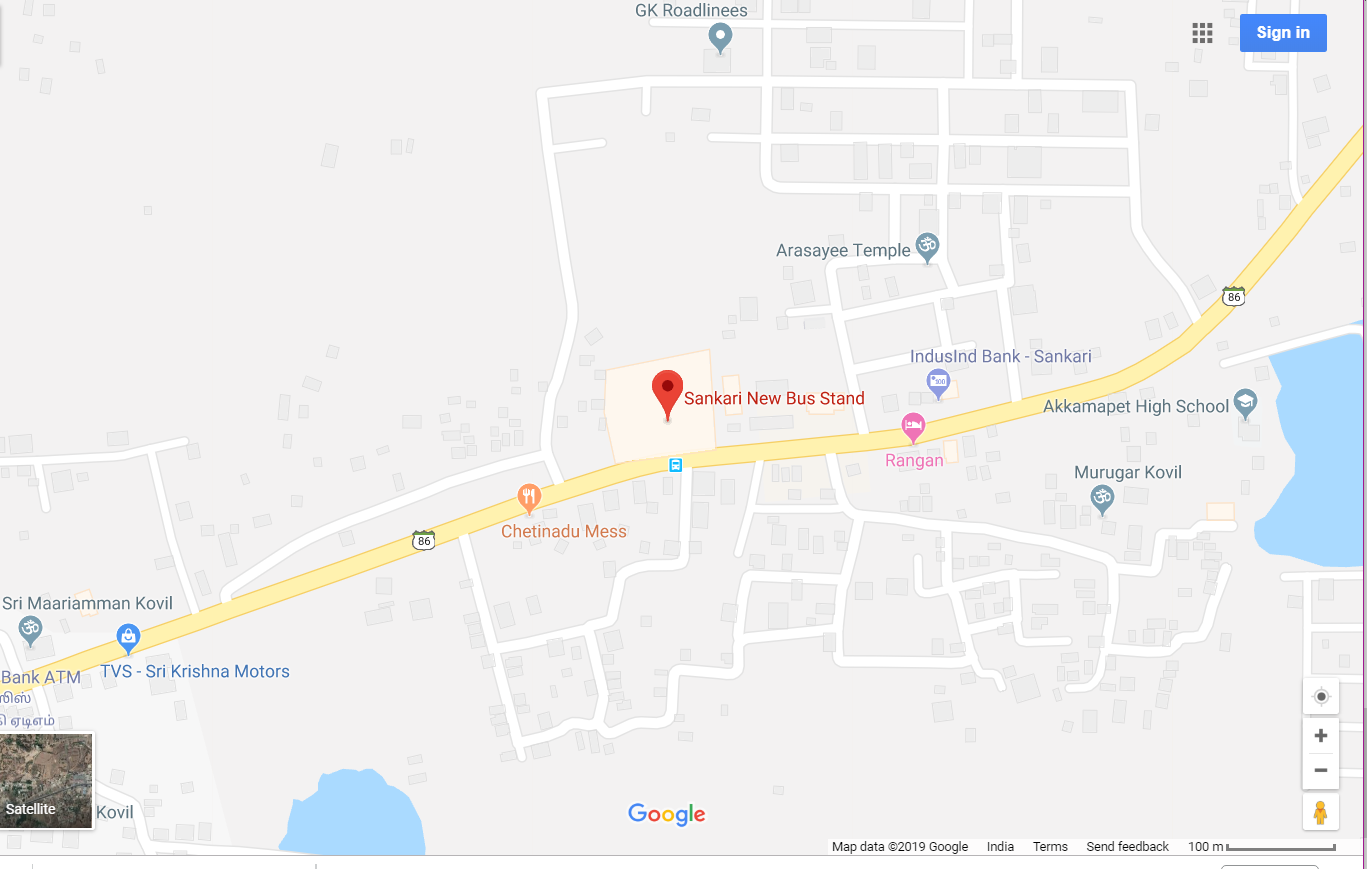 GK Roadlinees
Sign in
Arasayee Temple
86
IndusInd Bank - Sankari
Sankari New Bus Stand
Akkamapet High School
Rangan
Murugar Kovil
Chetinadu Mess
86
Sri Maariamman Kovil
TVS - Sri Krishna Motors
Bank ATM
ஏடிஎம்
Satellite
Kovil
Google
Map data ©2019 Google India Terms Send feedback 100 m